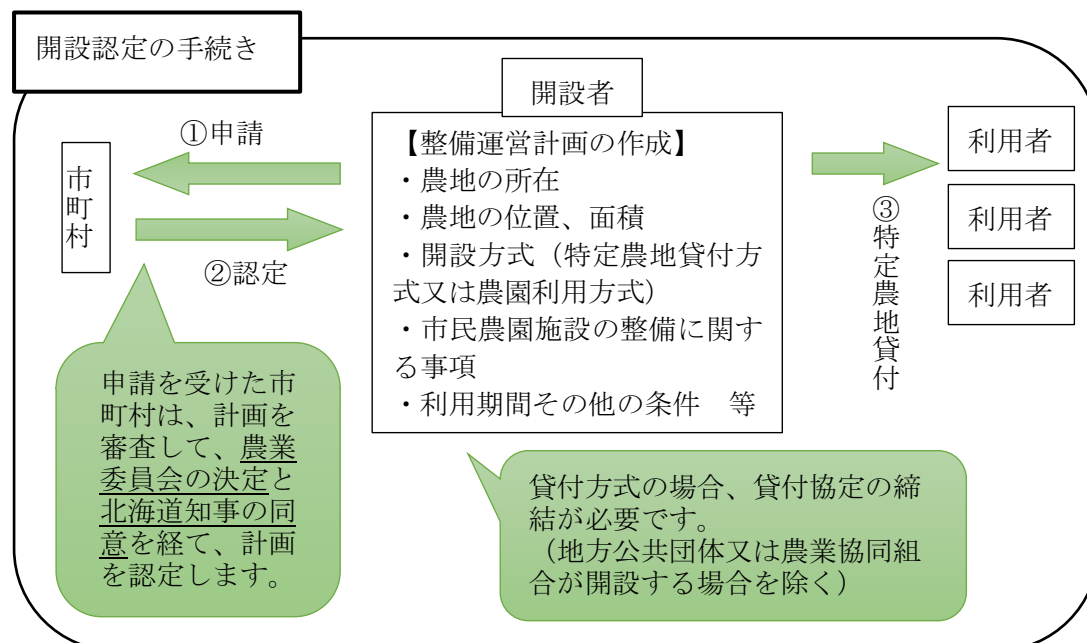 開設認定の手続き
開設者
①申請
市
町
村
②認定
【整備運営計画の作成】
・農地の所在
・農地の位置、面積
・開設方式（特定農地貸付方
式又は農園利用方式）
・市民農園施設の整備に関す
る事項
・利用期間その他の条件　等
③特定農地貸付
利用者
利用者
利用者
申請を受けた市
町村は、計画を
審査して、農業
委員会の決定と
北海道知事の同
意を経て、計画
を認定します。
貸付方式の場合、貸付協定の締
結が必要です。
（地方公共団体又は農業協同組
合が開設する場合を除く）